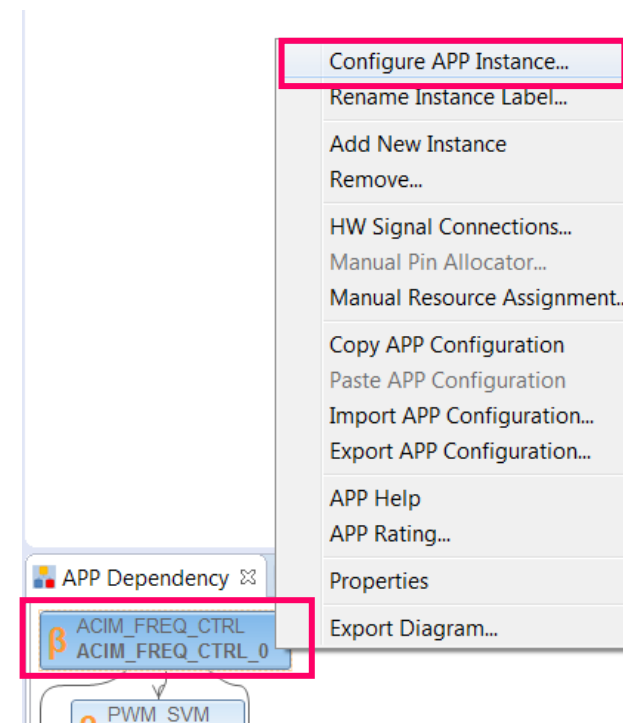 Configure APP Instance...
Rename Instance Label...
Add New Instance
Remove...
HW Signal Connections...
Manual Pin Allocator...
Manual Resource Assignment..
Copy APP Configuration
Paste APP Configuration
Import APP Configuration...
Export APP Configuration...
APP Help
APP Rating...
Properties
Export Diagram...
APP Dependency
β ACIM_FREQ_CTRL
ACIM_FREQ_CTRL_0
PWM_SVM